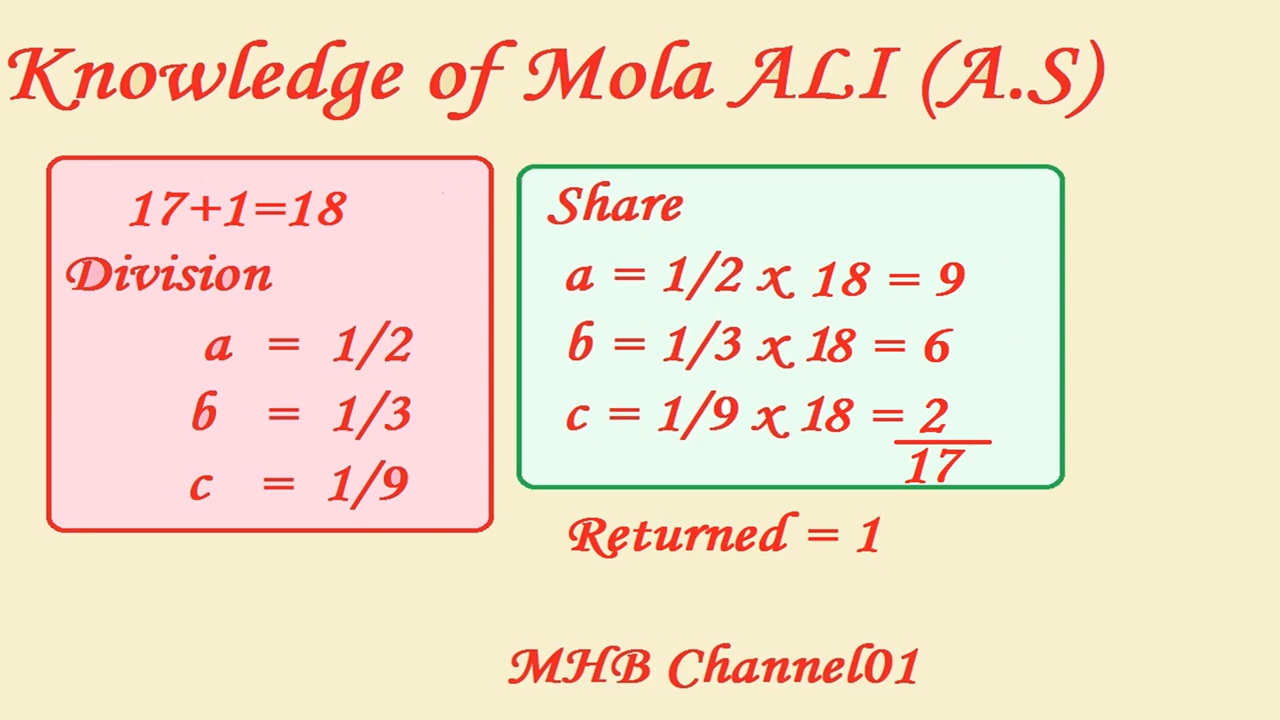 Knowledge of Mola ALI (A.S)
17+1=18
Division
a = 1/2
b = 1/3
c = 1/9
Share
a = 1/2 x 18 = 9
b = 1/3 x 18 = 6
c = 1/9 x 18 = 2
17
Returned = 1
MHB Channel01